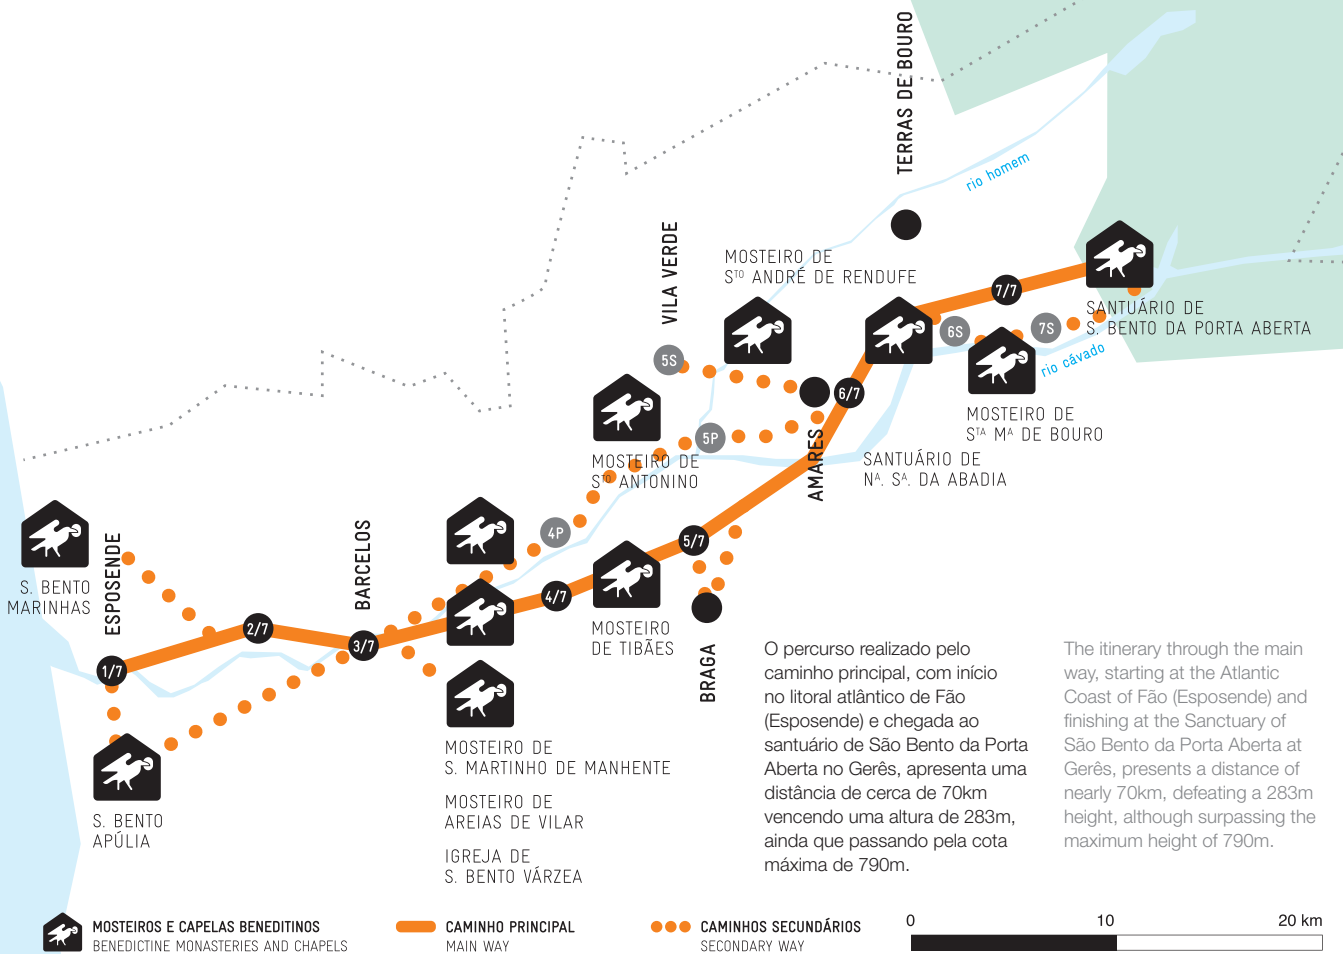 TERRAS DE BOURO
rio homem
VILA VERDE
MOSTEIRO DE
Sᵀᴼ ANDRÉ DE RENDUFE
7/7
SANTUÁRIO DE
S. BENTO DA PORTA ABERTA
6S
7S
rio cávado
5S
6/7
MOSTEIRO DE
Sᵀᴬ Mᴬ DE BOURO
5P
MOSTEIRO DE
Sᵀᴼ ANTONINO
AMARES
SANTUÁRIO DE
Nᴬ. Sᴬ. DA ABADIA
4P
5/7
ESPOSENDE
BARCELOS
S. BENTO
MARINHAS
4/7
2/7
3/7
1/7
MOSTEIRO
DE TIBÃES
BRAGA
MOSTEIRO DE
S. MARTINHO DE MANHENTE
MOSTEIRO DE
AREIAS DE VILAR
IGREJA DE
S. BENTO VÁRZEA
S. BENTO
APÚLIA
O percurso realizado pelo
caminho principal, com início
no litoral atlântico de Fão
(Esposende) e chegada ao
santuário de São Bento da Porta
Aberta no Gerês, apresenta uma
distância de cerca de 70km
vencendo uma altura de 283m,
ainda que passando pela cota
máxima de 790m.
The itinerary through the main
way, starting at the Atlantic
Coast of Fão (Esposende) and
finishing at the Sanctuary of
São Bento da Porta Aberta at
Gerês, presents a distance of
nearly 70km, defeating a 283m
height, although surpassing the
maximum height of 790m.
MOSTEIROS E CAPELAS BENEDITINOS
BENEDICTINE MONASTERIES AND CHAPELS
CAMINHO PRINCIPAL
MAIN WAY
CAMINHOS SECUNDÁRIOS
SECONDARY WAY
0 10 20 km